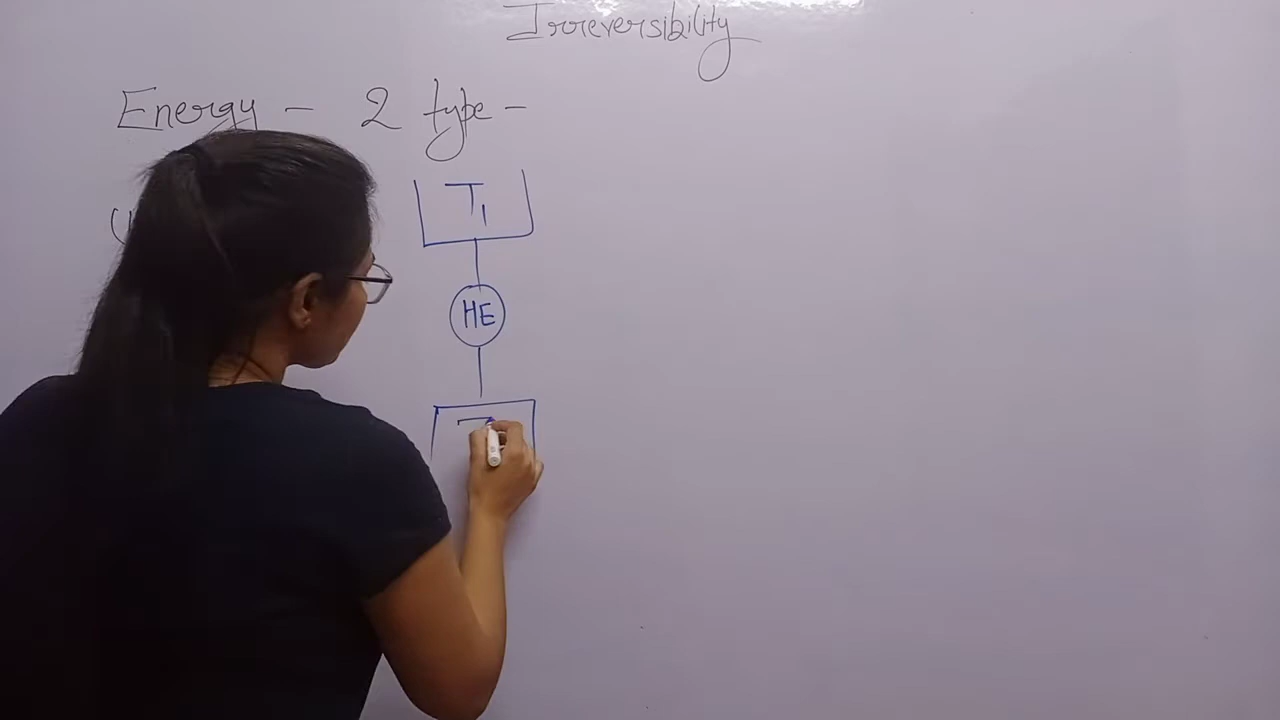 Irreversibility
Energy - 2 type -
T1
HE
T